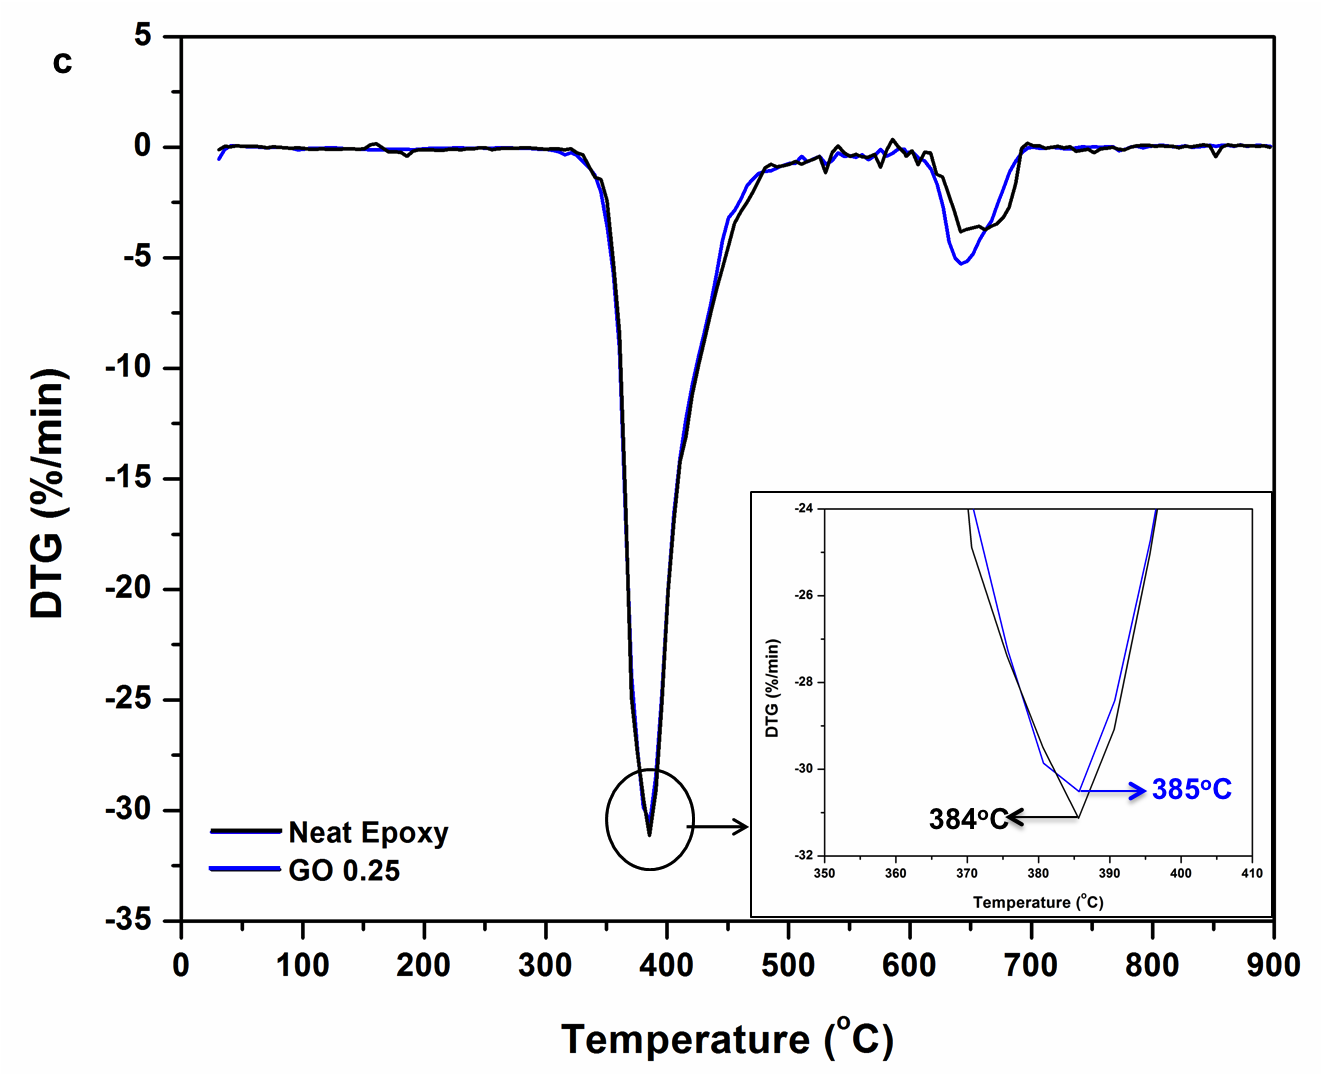 c
5
0
-5
-10
-15
-20
-25
-30
-35
DTG (%/min)
Neat Epoxy
GO 0.25
0 100 200 300 400 500 600 700 800 900
Temperature (°C)
-24
-26
-28
-30
-32
DTG (%/min)
385°C
384°C
350 360 370 380 390 400 410
Temperature (°C)